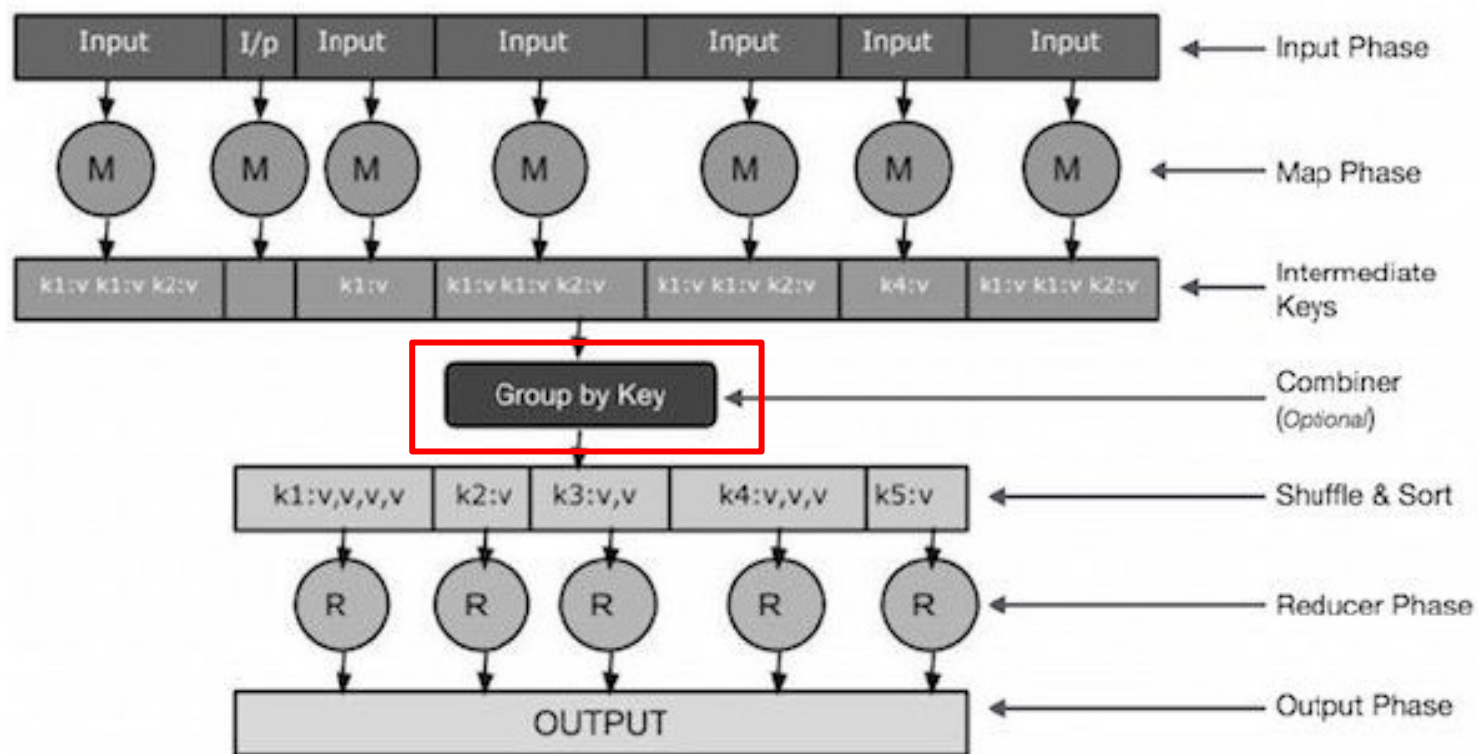 Input I/p Input Input Input Input Input Input Phase
M M M M M M M Map Phase
k1:v k1:v k2:v k1:v k1:v k1:v k2:v k1:v k1:v k2:v k4:v k1:v k1:v k2:v Intermediate
Keys
Group by Key Combiner
(Optional)
k1:v,v,v,v k2:v k3:v,v k4:v,v,v k5:v Shuffle & Sort
R R R R R Reducer Phase
OUTPUT Output Phase